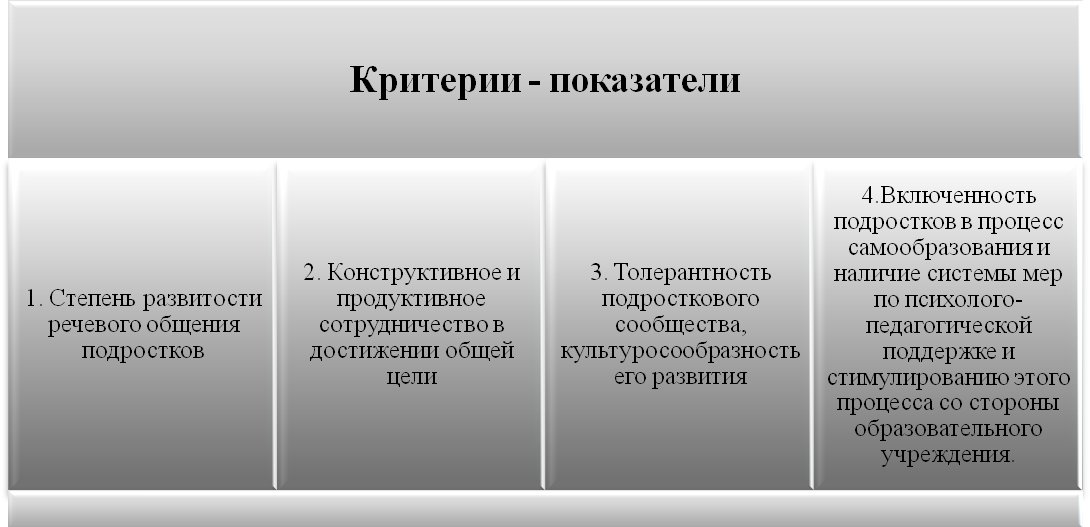 Критерии - показатели
1. Степень развитости
речевого общения
подростков
2. Конструктивное и
продуктивное
сотрудничество в
достижении общей
цели
3. Толерантность
подросткового
сообщества,
культуросообразность
его развития
4.Включенность
подростков в процесс
самообразования и
наличие системы мер
по психолого-
педагогической
поддержке и
стимулированию этого
процесса со стороны
образовательного
учреждения.